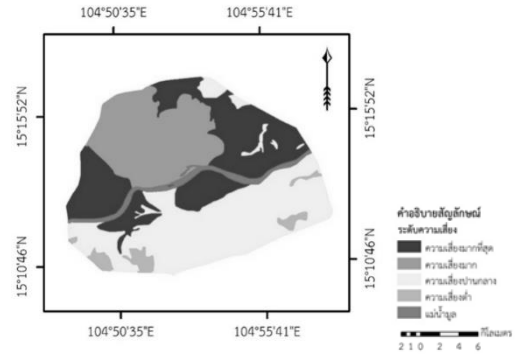 104°50'35"E 104°55'41"E
15°15'52"N 15°15'52"N
15°10'46"N 15°10'46"N
104°50'35"E 104°55'41"E
คำอธิบายสัญลักษณ์
ระดับความเสี่ยง
ความเสี่ยงมากที่สุด
ความเสี่ยงมาก
ความเสี่ยงปานกลาง
ความเสี่ยงต่ำ
แม่น้ำมูล
กิโลเมตร
2 1 0 2 4 6